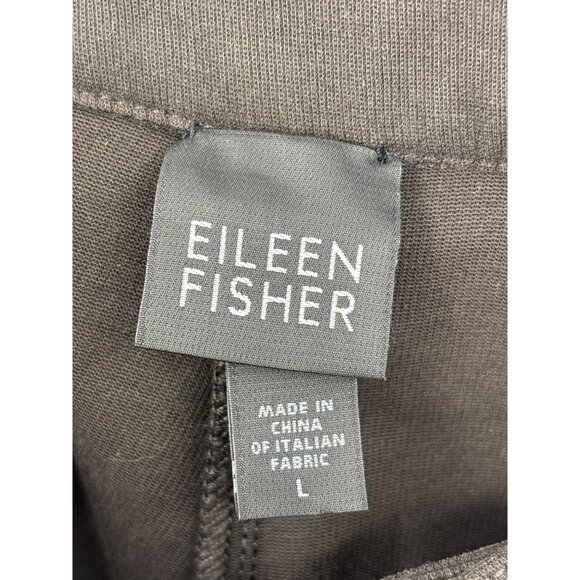 EILEEN
FISHER
MADE IN
CHINA
OF ITALIAN
FABRIC
L